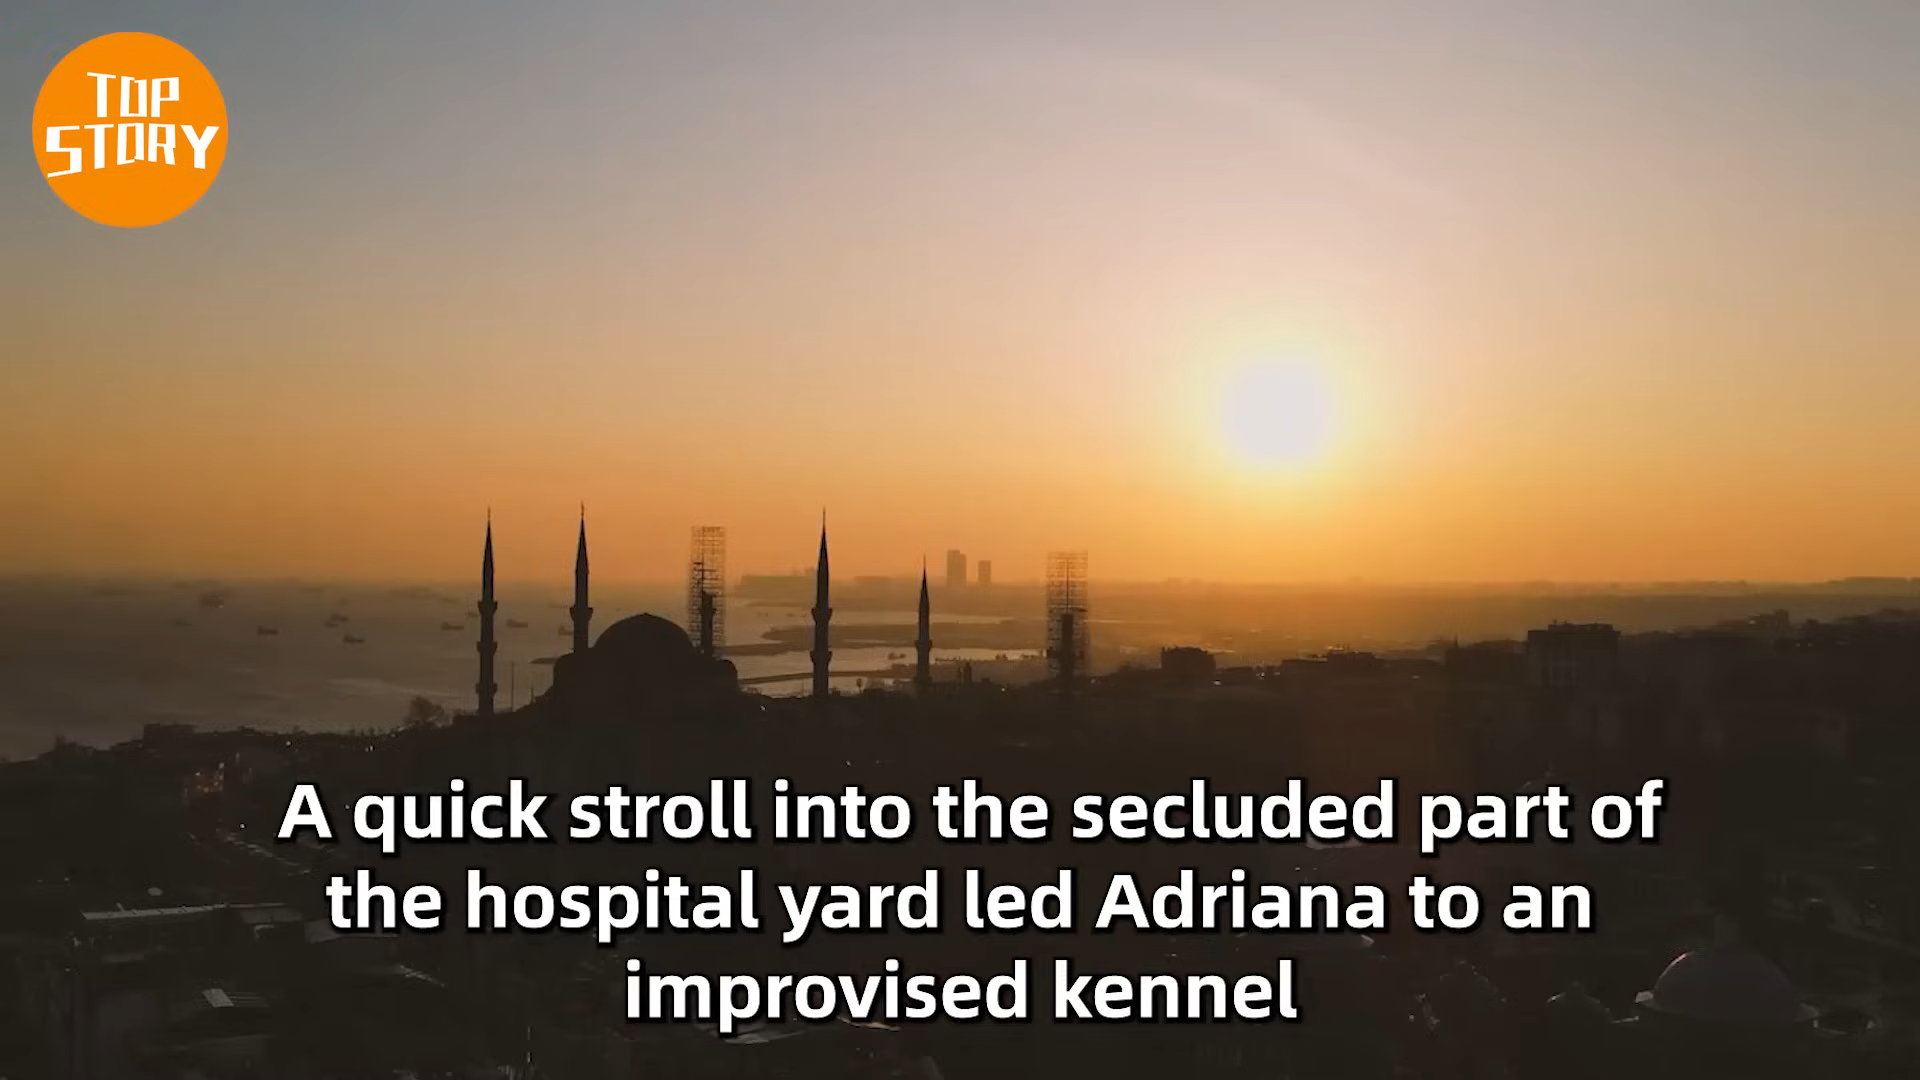 TOP
STORY
A quick stroll into the secluded part of
the hospital yard led Adriana to an
improvised kennel